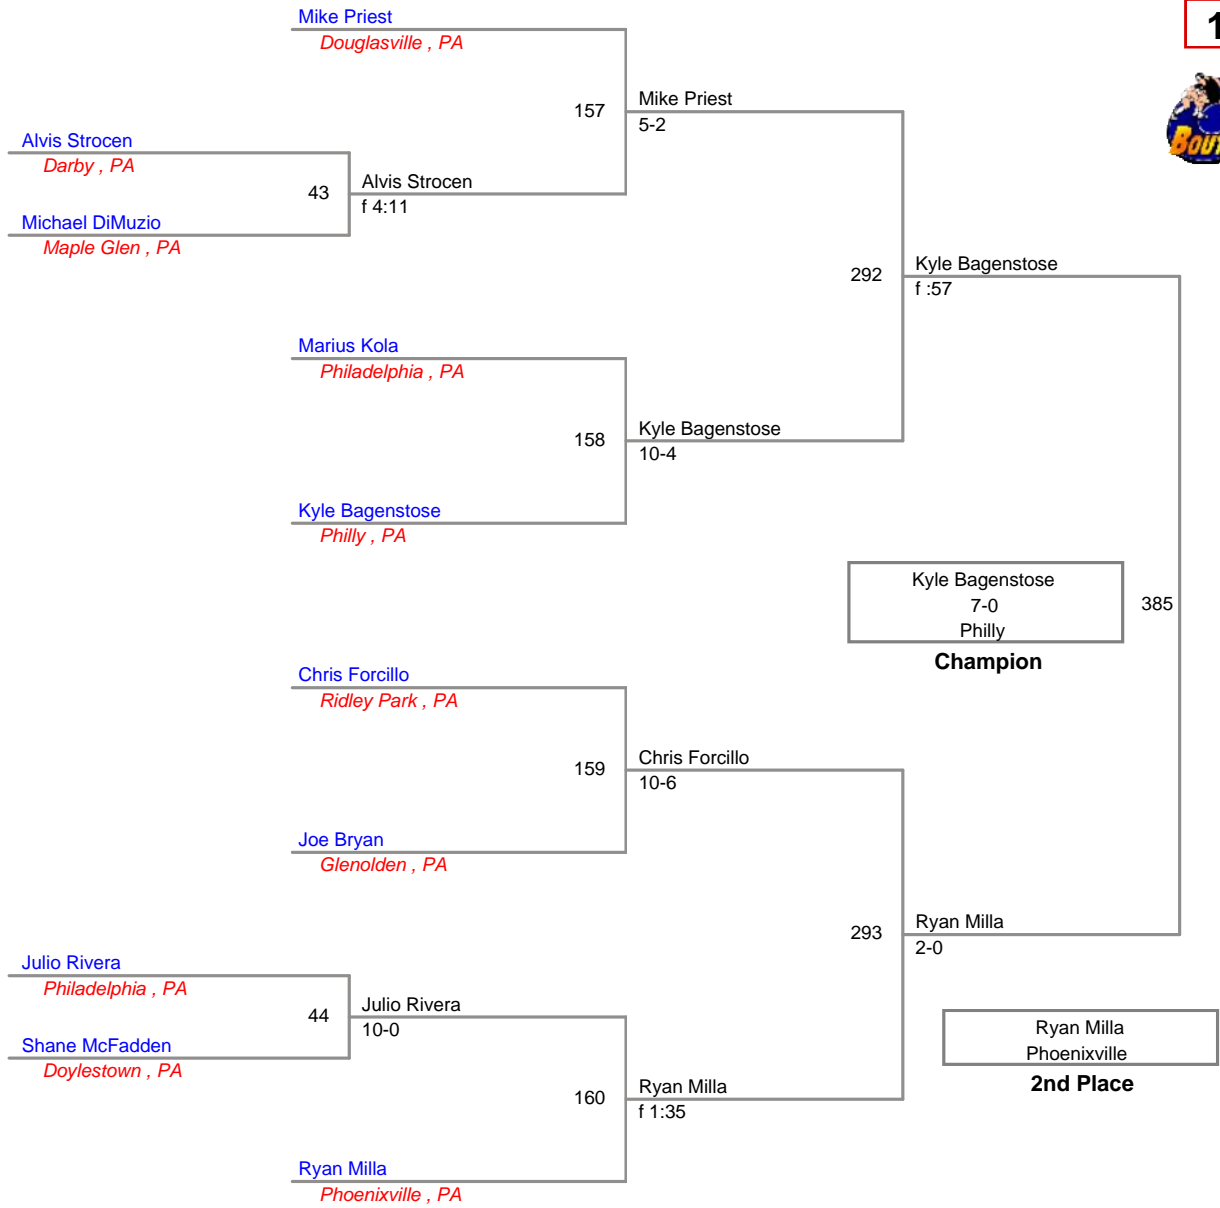 Mike Priest
Douglasville , PA
1
157
Mike Priest
5-2
Alvis Strocen
Darby , PA
43
Alvis Strocen
f 4:11
Michael DiMuzio
Maple Glen , PA
292
Kyle Bagenstose
f :57
Marius Kola
Philadelphia , PA
158
Kyle Bagenstose
10-4
Kyle Bagenstose
Philly , PA
Kyle Bagenstose
7-0
Philly
Champion
385
Chris Forcillo
Ridley Park , PA
159
Chris Forcillo
10-6
Joe Bryan
Glenolden , PA
293
Ryan Milla
2-0
Julio Rivera
Philadelphia , PA
44
Julio Rivera
10-0
Shane McFadden
Doylestown , PA
Ryan Milla
Phoenixville
2nd Place
160
Ryan Milla
f 1:35
Ryan Milla
Phoenixville , PA